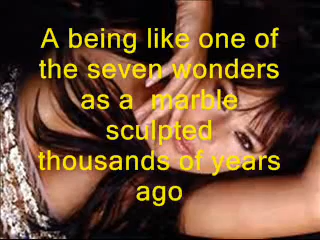 A being like one of
the seven wonders
as a  marble
sculpted
thousands of years
ago